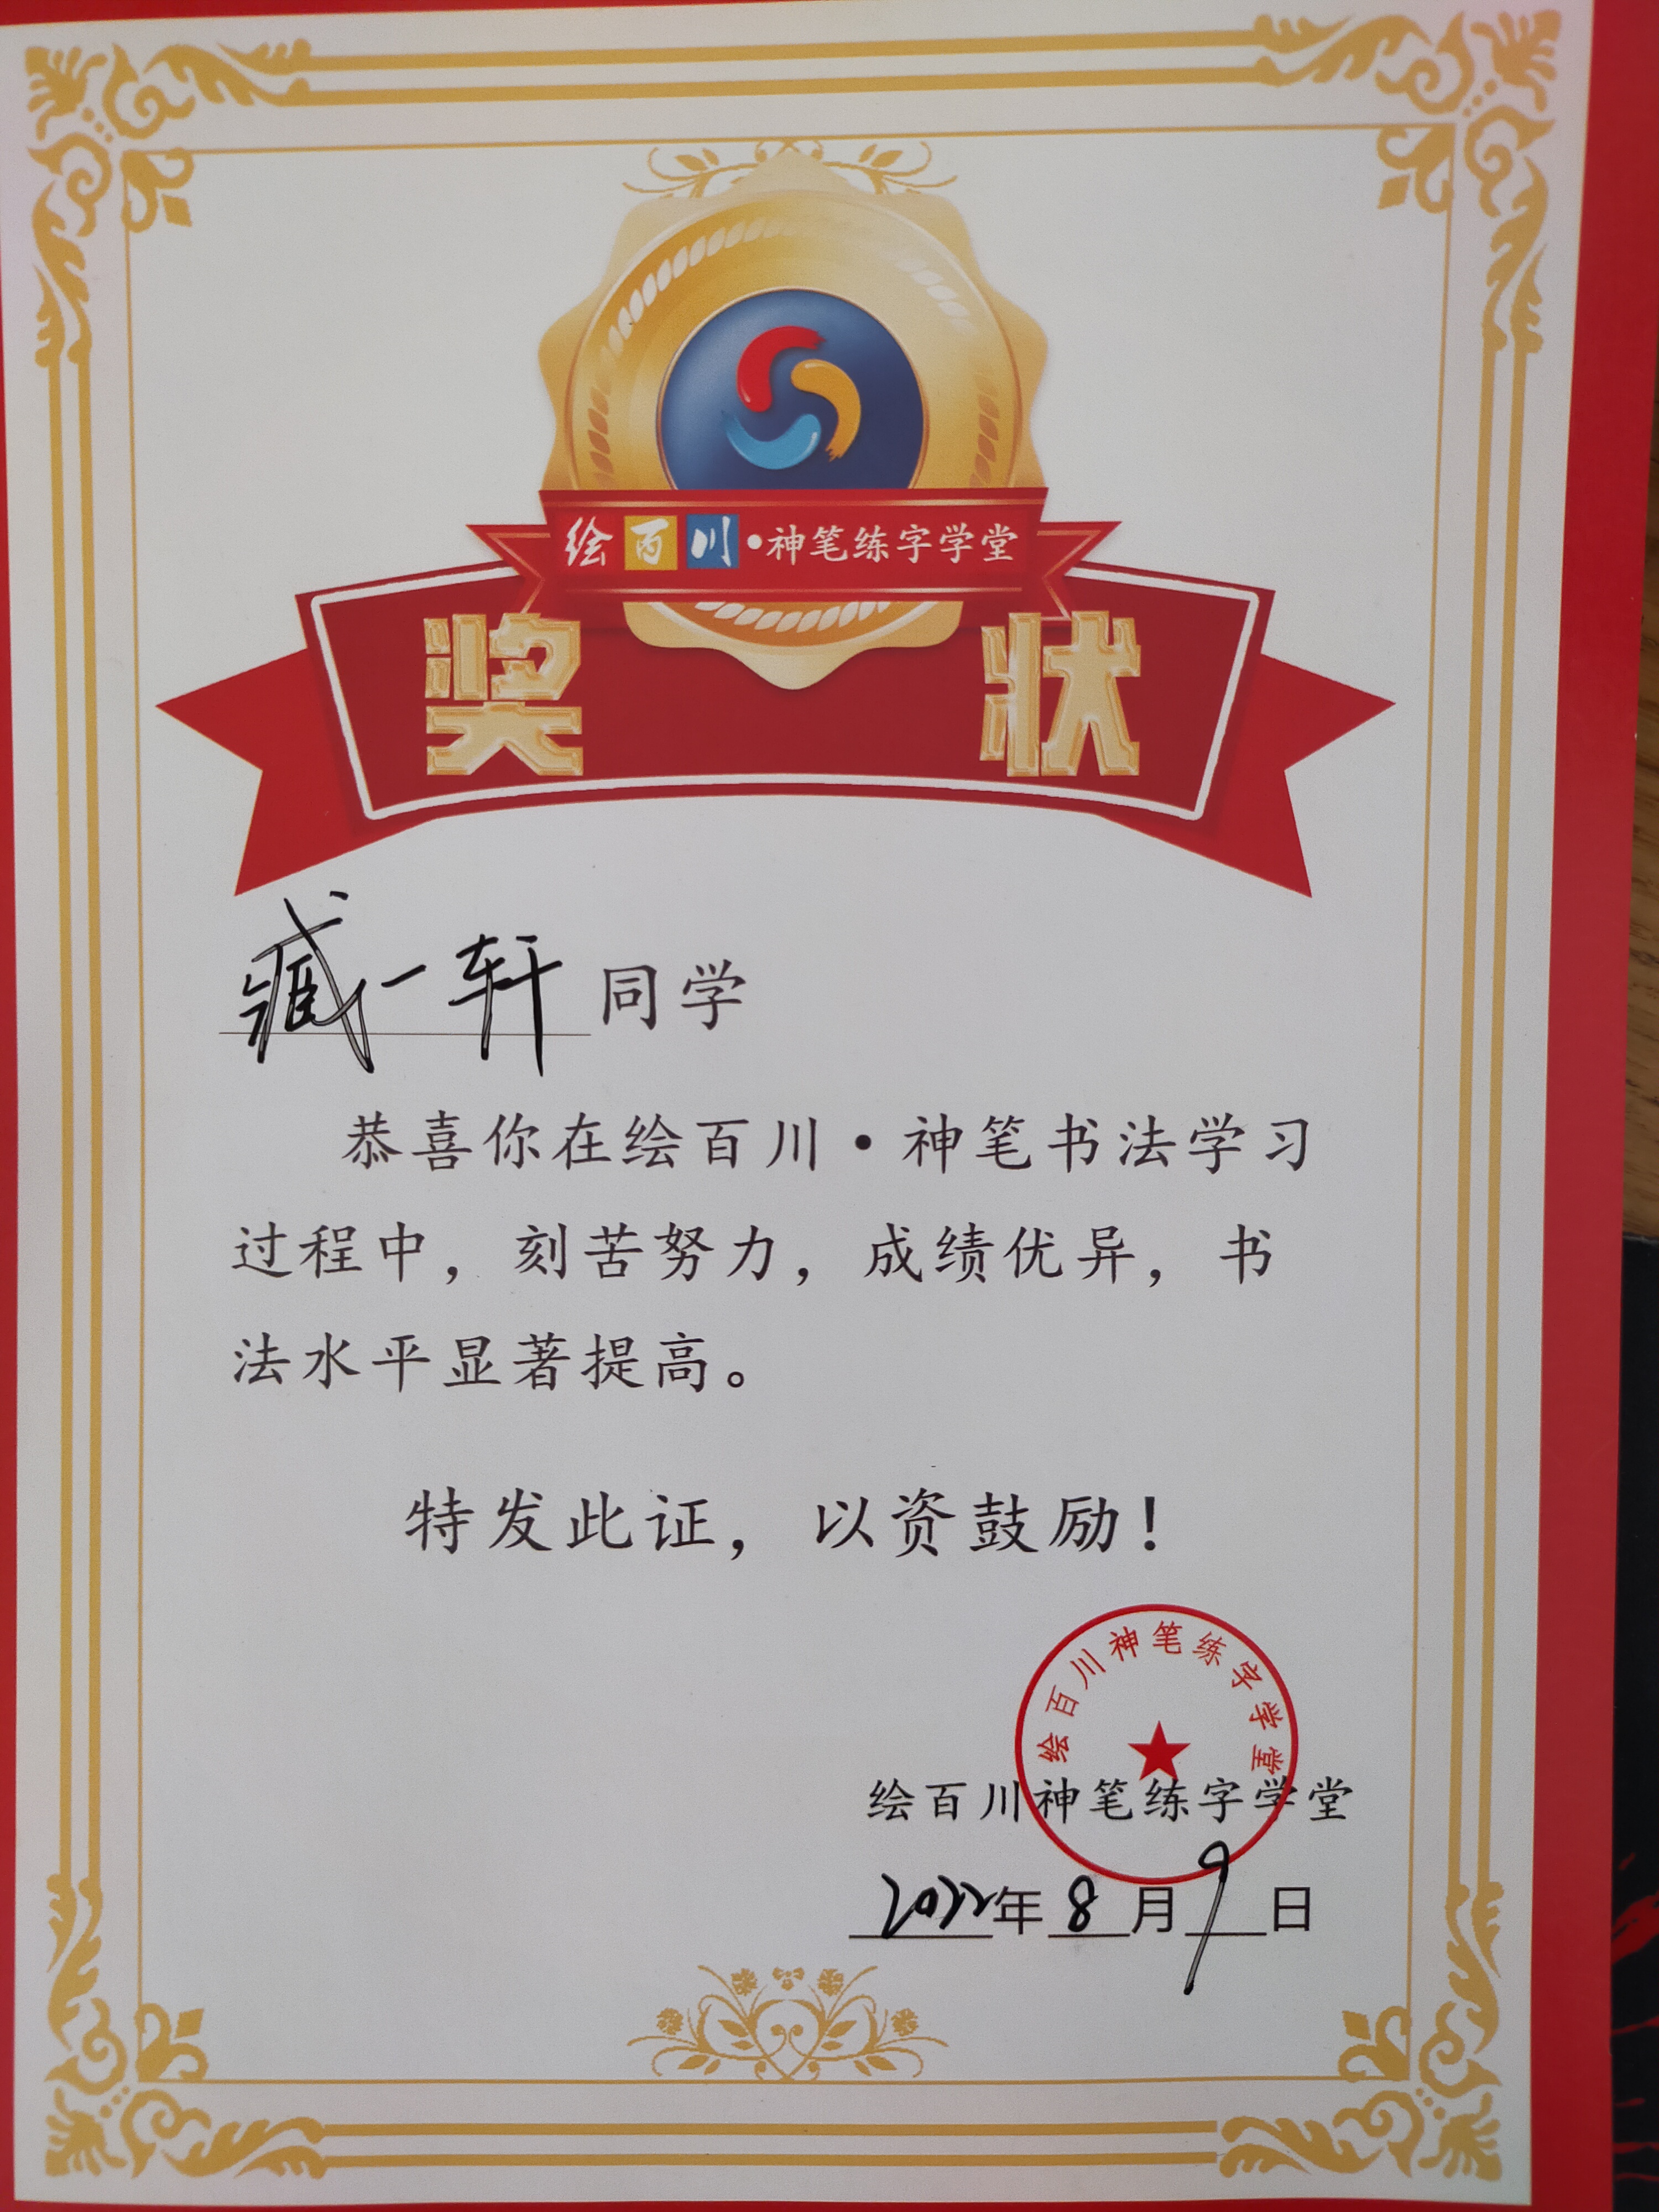 绘百川·神笔练字学堂
奖状
臧一轩同学
恭喜你在绘百川·神笔书法学习
过程中，刻苦努力，成绩优异，书
法水平显著提高。
特发此证，以资鼓励！
绘百川神笔练字学堂
绘百川神笔练字学堂
2022年8月9日